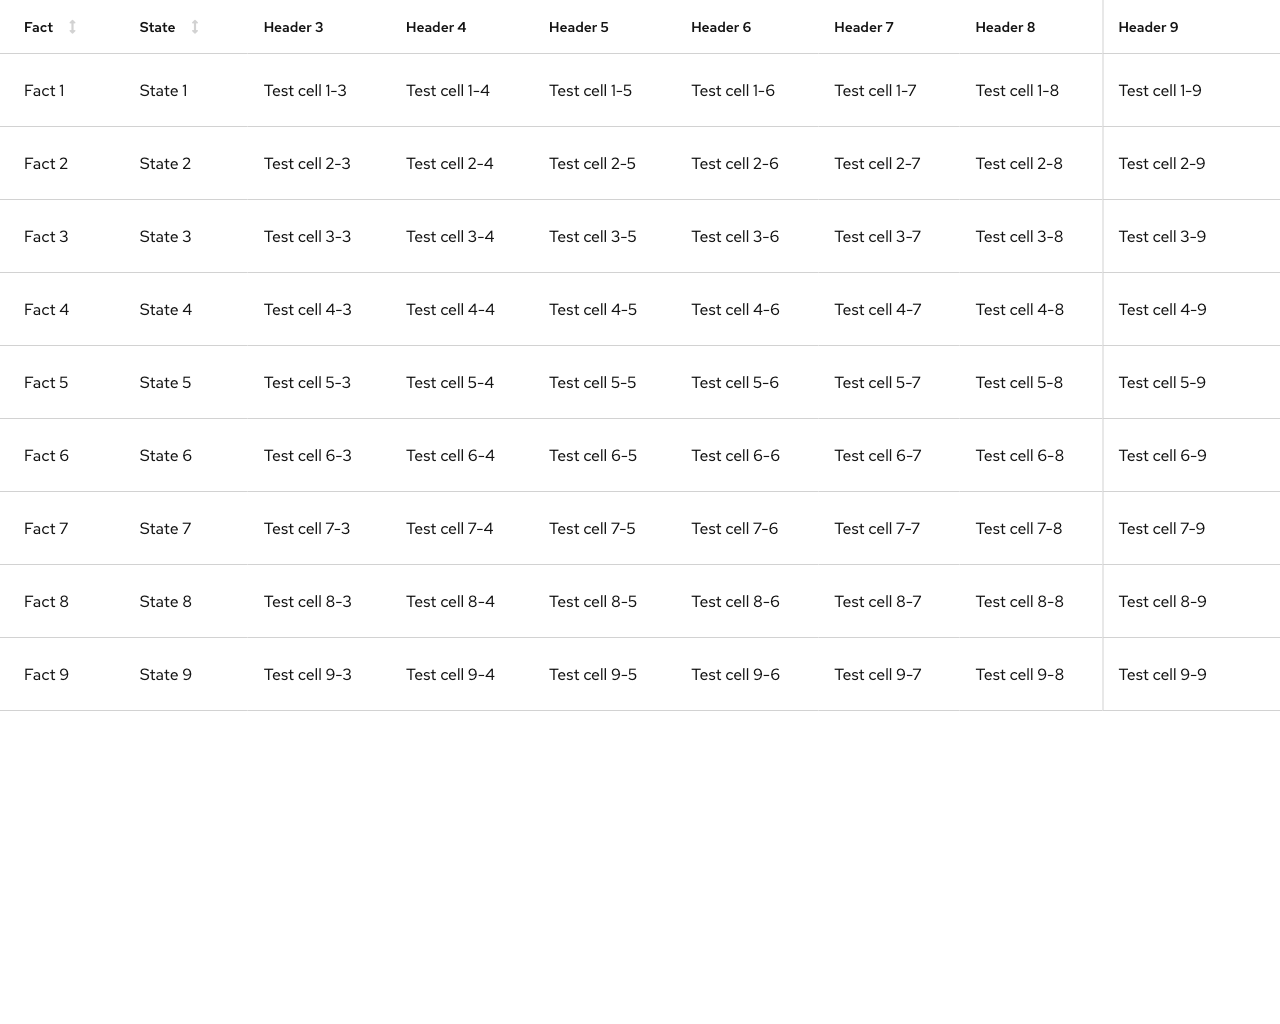 Fact State Header 3 Header 4 Header 5 Header 6 Header 7 Header 8 Header 9
Fact 1 State 1 Test cell 1-3 Test cell 1-4 Test cell 1-5 Test cell 1-6 Test cell 1-7 Test cell 1-8 Test cell 1-9
Fact 2 State 2 Test cell 2-3 Test cell 2-4 Test cell 2-5 Test cell 2-6 Test cell 2-7 Test cell 2-8 Test cell 2-9
Fact 3 State 3 Test cell 3-3 Test cell 3-4 Test cell 3-5 Test cell 3-6 Test cell 3-7 Test cell 3-8 Test cell 3-9
Fact 4 State 4 Test cell 4-3 Test cell 4-4 Test cell 4-5 Test cell 4-6 Test cell 4-7 Test cell 4-8 Test cell 4-9
Fact 5 State 5 Test cell 5-3 Test cell 5-4 Test cell 5-5 Test cell 5-6 Test cell 5-7 Test cell 5-8 Test cell 5-9
Fact 6 State 6 Test cell 6-3 Test cell 6-4 Test cell 6-5 Test cell 6-6 Test cell 6-7 Test cell 6-8 Test cell 6-9
Fact 7 State 7 Test cell 7-3 Test cell 7-4 Test cell 7-5 Test cell 7-6 Test cell 7-7 Test cell 7-8 Test cell 7-9
Fact 8 State 8 Test cell 8-3 Test cell 8-4 Test cell 8-5 Test cell 8-6 Test cell 8-7 Test cell 8-8 Test cell 8-9
Fact 9 State 9 Test cell 9-3 Test cell 9-4 Test cell 9-5 Test cell 9-6 Test cell 9-7 Test cell 9-8 Test cell 9-9